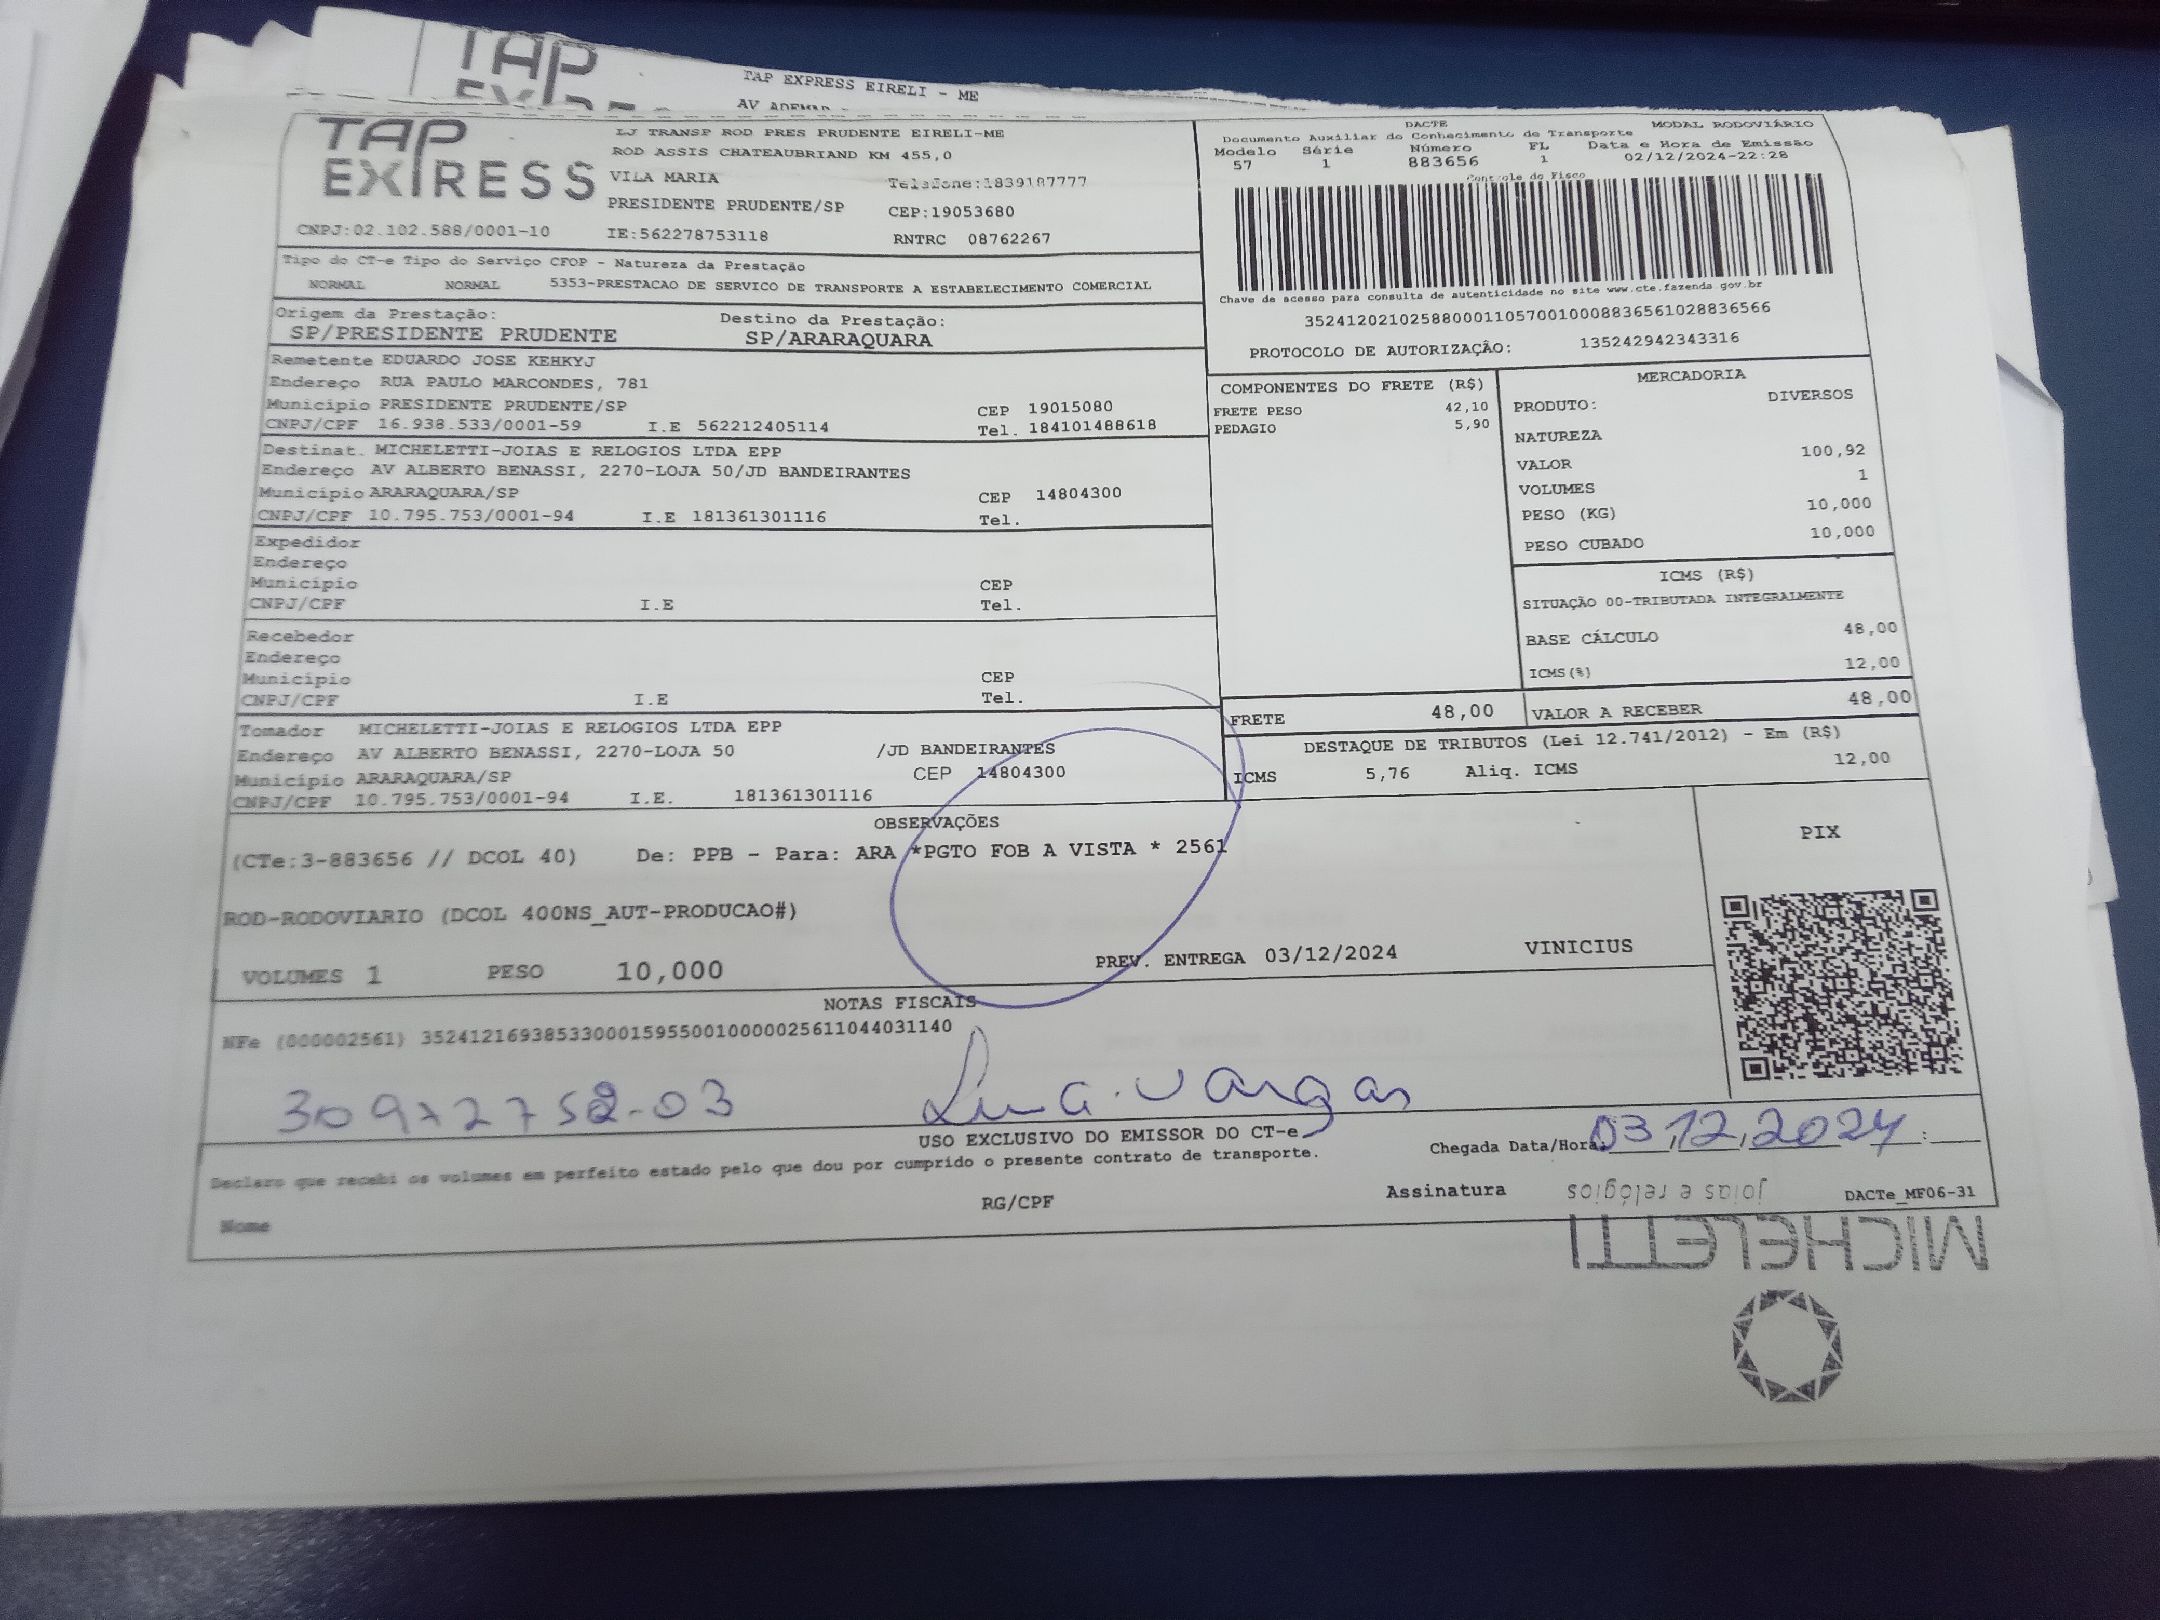 TAP
TAP EXPRESS EIRELI - ME
TAP
EXPRESS
LJ TRANSP ROD PRES PRUDENTE EIRELI-ME
ROD ASSIS CHATEAUBRIAND KM 455,0
VILA MARIA Telefone:1839187777
PRESIDENTE PRUDENTE/SP CEP:19053680
CNPJ:02.102.588/0001-10 IE:562278753118 RNTRC 08762267
DACTE MODAL RODOVIÁRIO
Documento Auxiliar do Conhecimento de Transporte
Modelo Série Número FL Data e Hora de Emissão
57 1 883656 1 02/12/2024-22:28
Controle do Fisco
Chave de acesso para consulta de autenticidade no site www.cte.fazenda.gov.br
35241202102588000110570010008836561028836566
PROTOCOLO DE AUTORIZAÇÃO: 135242942343316
Tipo do CT-e Tipo do Serviço CFOP - Natureza da Prestação
NORMAL NORMAL 5353-PRESTACAO DE SERVICO DE TRANSPORTE A ESTABELECIMENTO COMERCIAL
Origem da Prestação: Destino da Prestação:
SP/PRESIDENTE PRUDENTE SP/ARARAQUARA
Remetente EDUARDO JOSE KEHKYJ
Endereço RUA PAULO MARCONDES, 781
Município PRESIDENTE PRUDENTE/SP CEP 19015080
CNPJ/CPF 16.938.533/0001-59 I.E 562212405114 Tel. 184101488618
Destinat. MICHELETTI-JOIAS E RELOGIOS LTDA EPP
Endereço AV ALBERTO BENASSI, 2270-LOJA 50/JD BANDEIRANTES
Município ARARAQUARA/SP CEP 14804300
CNPJ/CPF 10.795.753/0001-94 I.E 181361301116 Tel.
Expedidor
Endereço
Município CEP
CNPJ/CPF I.E Tel.
Recebedor
Endereço
Município CEP
CNPJ/CPF I.E Tel.
Tomador MICHELETTI-JOIAS E RELOGIOS LTDA EPP
Endereço AV ALBERTO BENASSI, 2270-LOJA 50 /JD BANDEIRANTES
Município ARARAQUARA/SP CEP 14804300
CNPJ/CPF 10.795.753/0001-94 I.E. 181361301116
COMPONENTES DO FRETE (R$)
FRETE PESO 42,10
PEDAGIO 5,90
MERCADORIA
PRODUTO: DIVERSOS
NATUREZA
VALOR 100,92
VOLUMES 1
PESO (KG) 10,000
PESO CUBADO 10,000
ICMS (R$)
SITUAÇÃO 00-TRIBUTADA INTEGRALMENTE
BASE CÁLCULO 48,00
ICMS(%) 12,00
FRETE 48,00 VALOR A RECEBER 48,00
DESTAQUE DE TRIBUTOS (Lei 12.741/2012) - Em (R$)
ICMS 5,76 Aliq. ICMS 12,00
OBSERVAÇÕES
(CTe:3-883656 // DCOL 40) De: PPB - Para: ARA *PGTO FOB A VISTA * 2561
ROD-RODOVIARIO (DCOL 400NS_AUT-PRODUCAO#)
VOLUMES 1 PESO 10,000 PREV. ENTREGA 03/12/2024 VINICIUS
PIX
NOTAS FISCAIS
NFe (000002561) 35241216938533000159550010000025611044031140
Vargas
USO EXCLUSIVO DO EMISSOR DO CT-e
Chegada Data/Hora: 03/12/2024 :
Declaro que recebi os volumes em perfeito estado pelo que dou por cumprido o presente contrato de transporte.
Nome RG/CPF Assinatura DACTe_MF06-31
MICHELETTI
joias e relógios